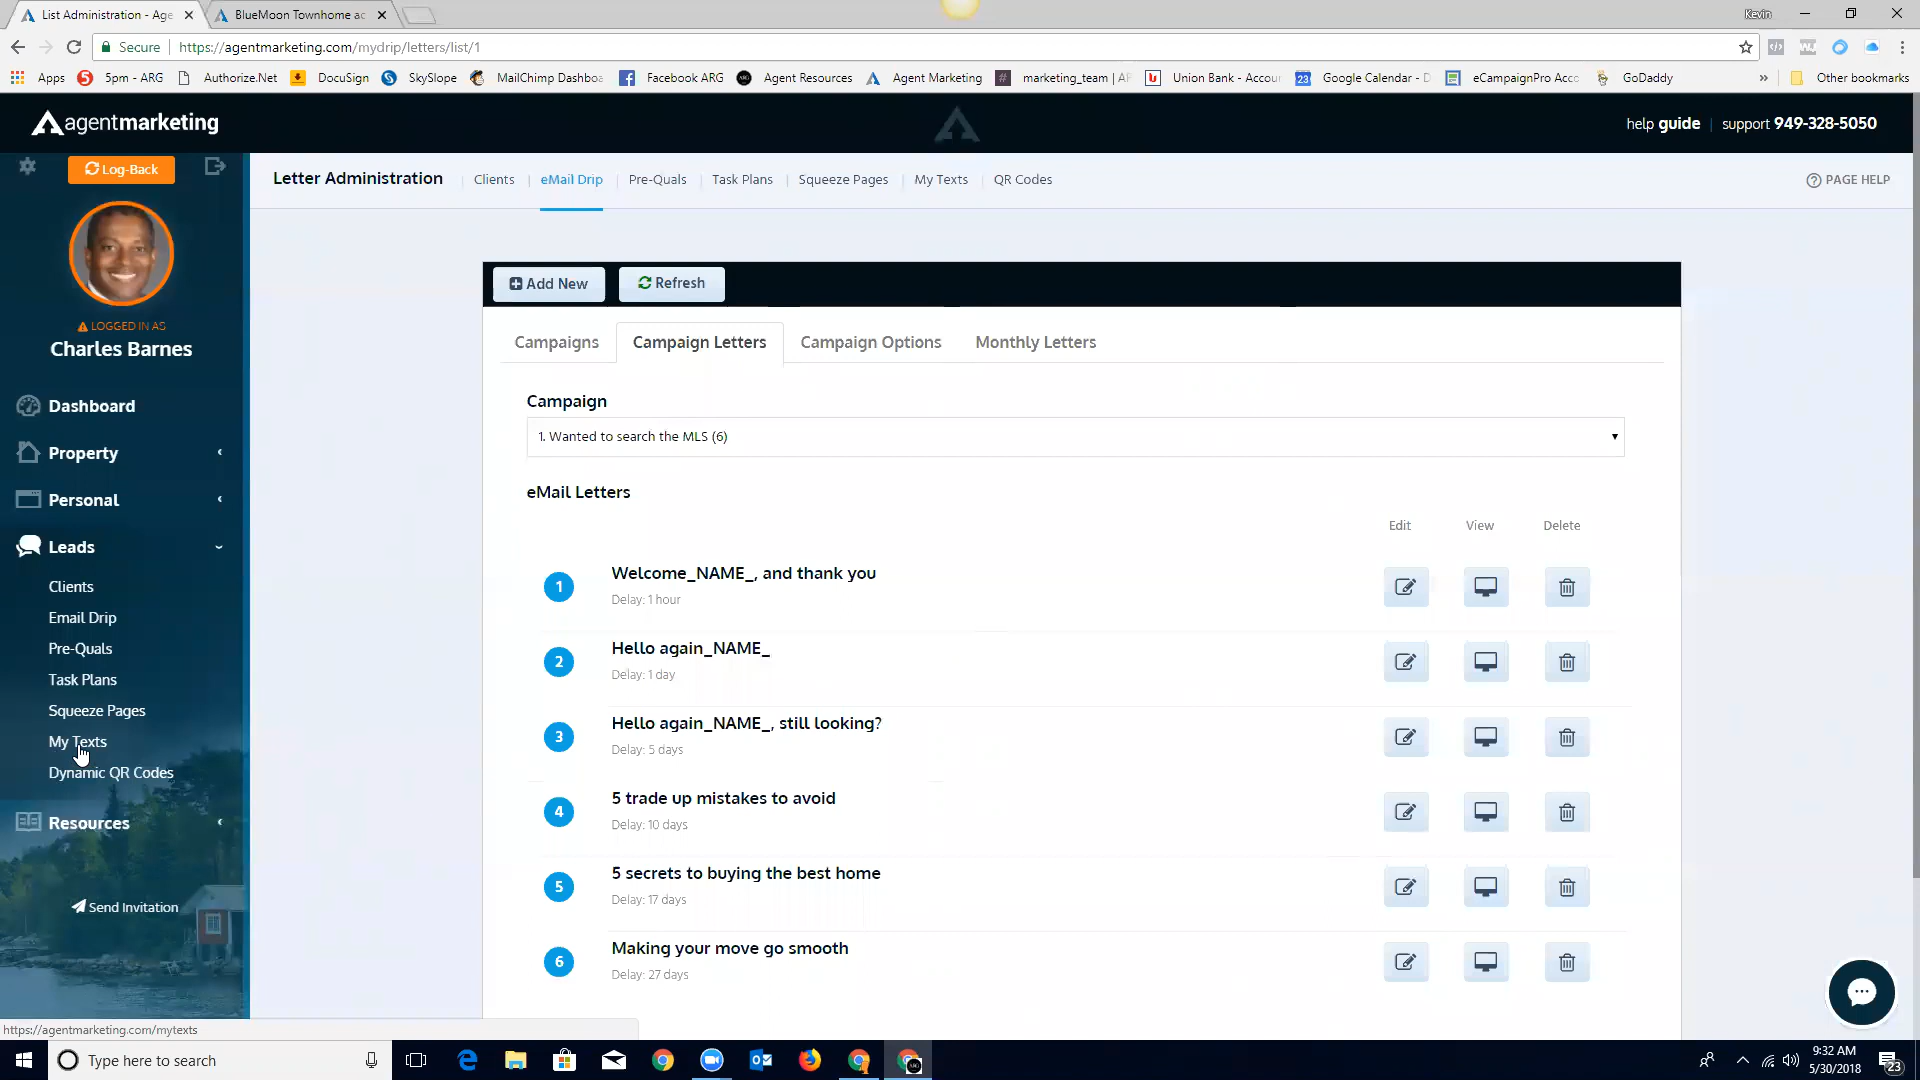 List Administration - Age
BlueMoon Townhome ac
Kevin
Secure
https://agentmarketing.com/mydrip/letters/list/1
Apps
5pm - ARG
Authorize.Net
DocuSign
SkySlope
MailChimp Dashboa
Facebook ARG
Agent Resources
Agent Marketing
marketing_team | AR
Union Bank - Accou
Google Calendar - D
eCampaignPro Acco
GoDaddy
»
Other bookmarks
agentmarketing
help guide | support 949-328-5050
Log-Back
Letter Administration
Clients
eMail Drip
Pre-Quals
Task Plans
Squeeze Pages
My Texts
QR Codes
PAGE HELP
LOGGED IN AS
Charles Barnes
Dashboard
Property
Personal
Leads
Clients
Email Drip
Pre-Quals
Task Plans
Squeeze Pages
My Texts
Dynamic QR Codes
Resources
Send Invitation
Add New
Refresh
Campaigns
Campaign Letters
Campaign Options
Monthly Letters
Campaign
1. Wanted to search the MLS (6)
eMail Letters
Edit
View
Delete
1
Welcome_NAME_, and thank you
Delay: 1 hour
2
Hello again_NAME_
Delay: 1 day
3
Hello again_NAME_, still looking?
Delay: 5 days
4
5 trade up mistakes to avoid
Delay: 10 days
5
5 secrets to buying the best home
Delay: 17 days
6
Making your move go smooth
Delay: 27 days
https://agentmarketing.com/mytexts
Type here to search
9:32 AM
5/30/2018
23